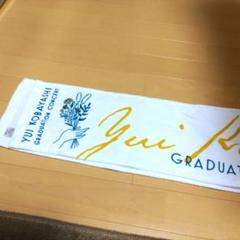 YUI KOBAYASHI
GRADUATION CONCERT
Yui K
GRADUAT